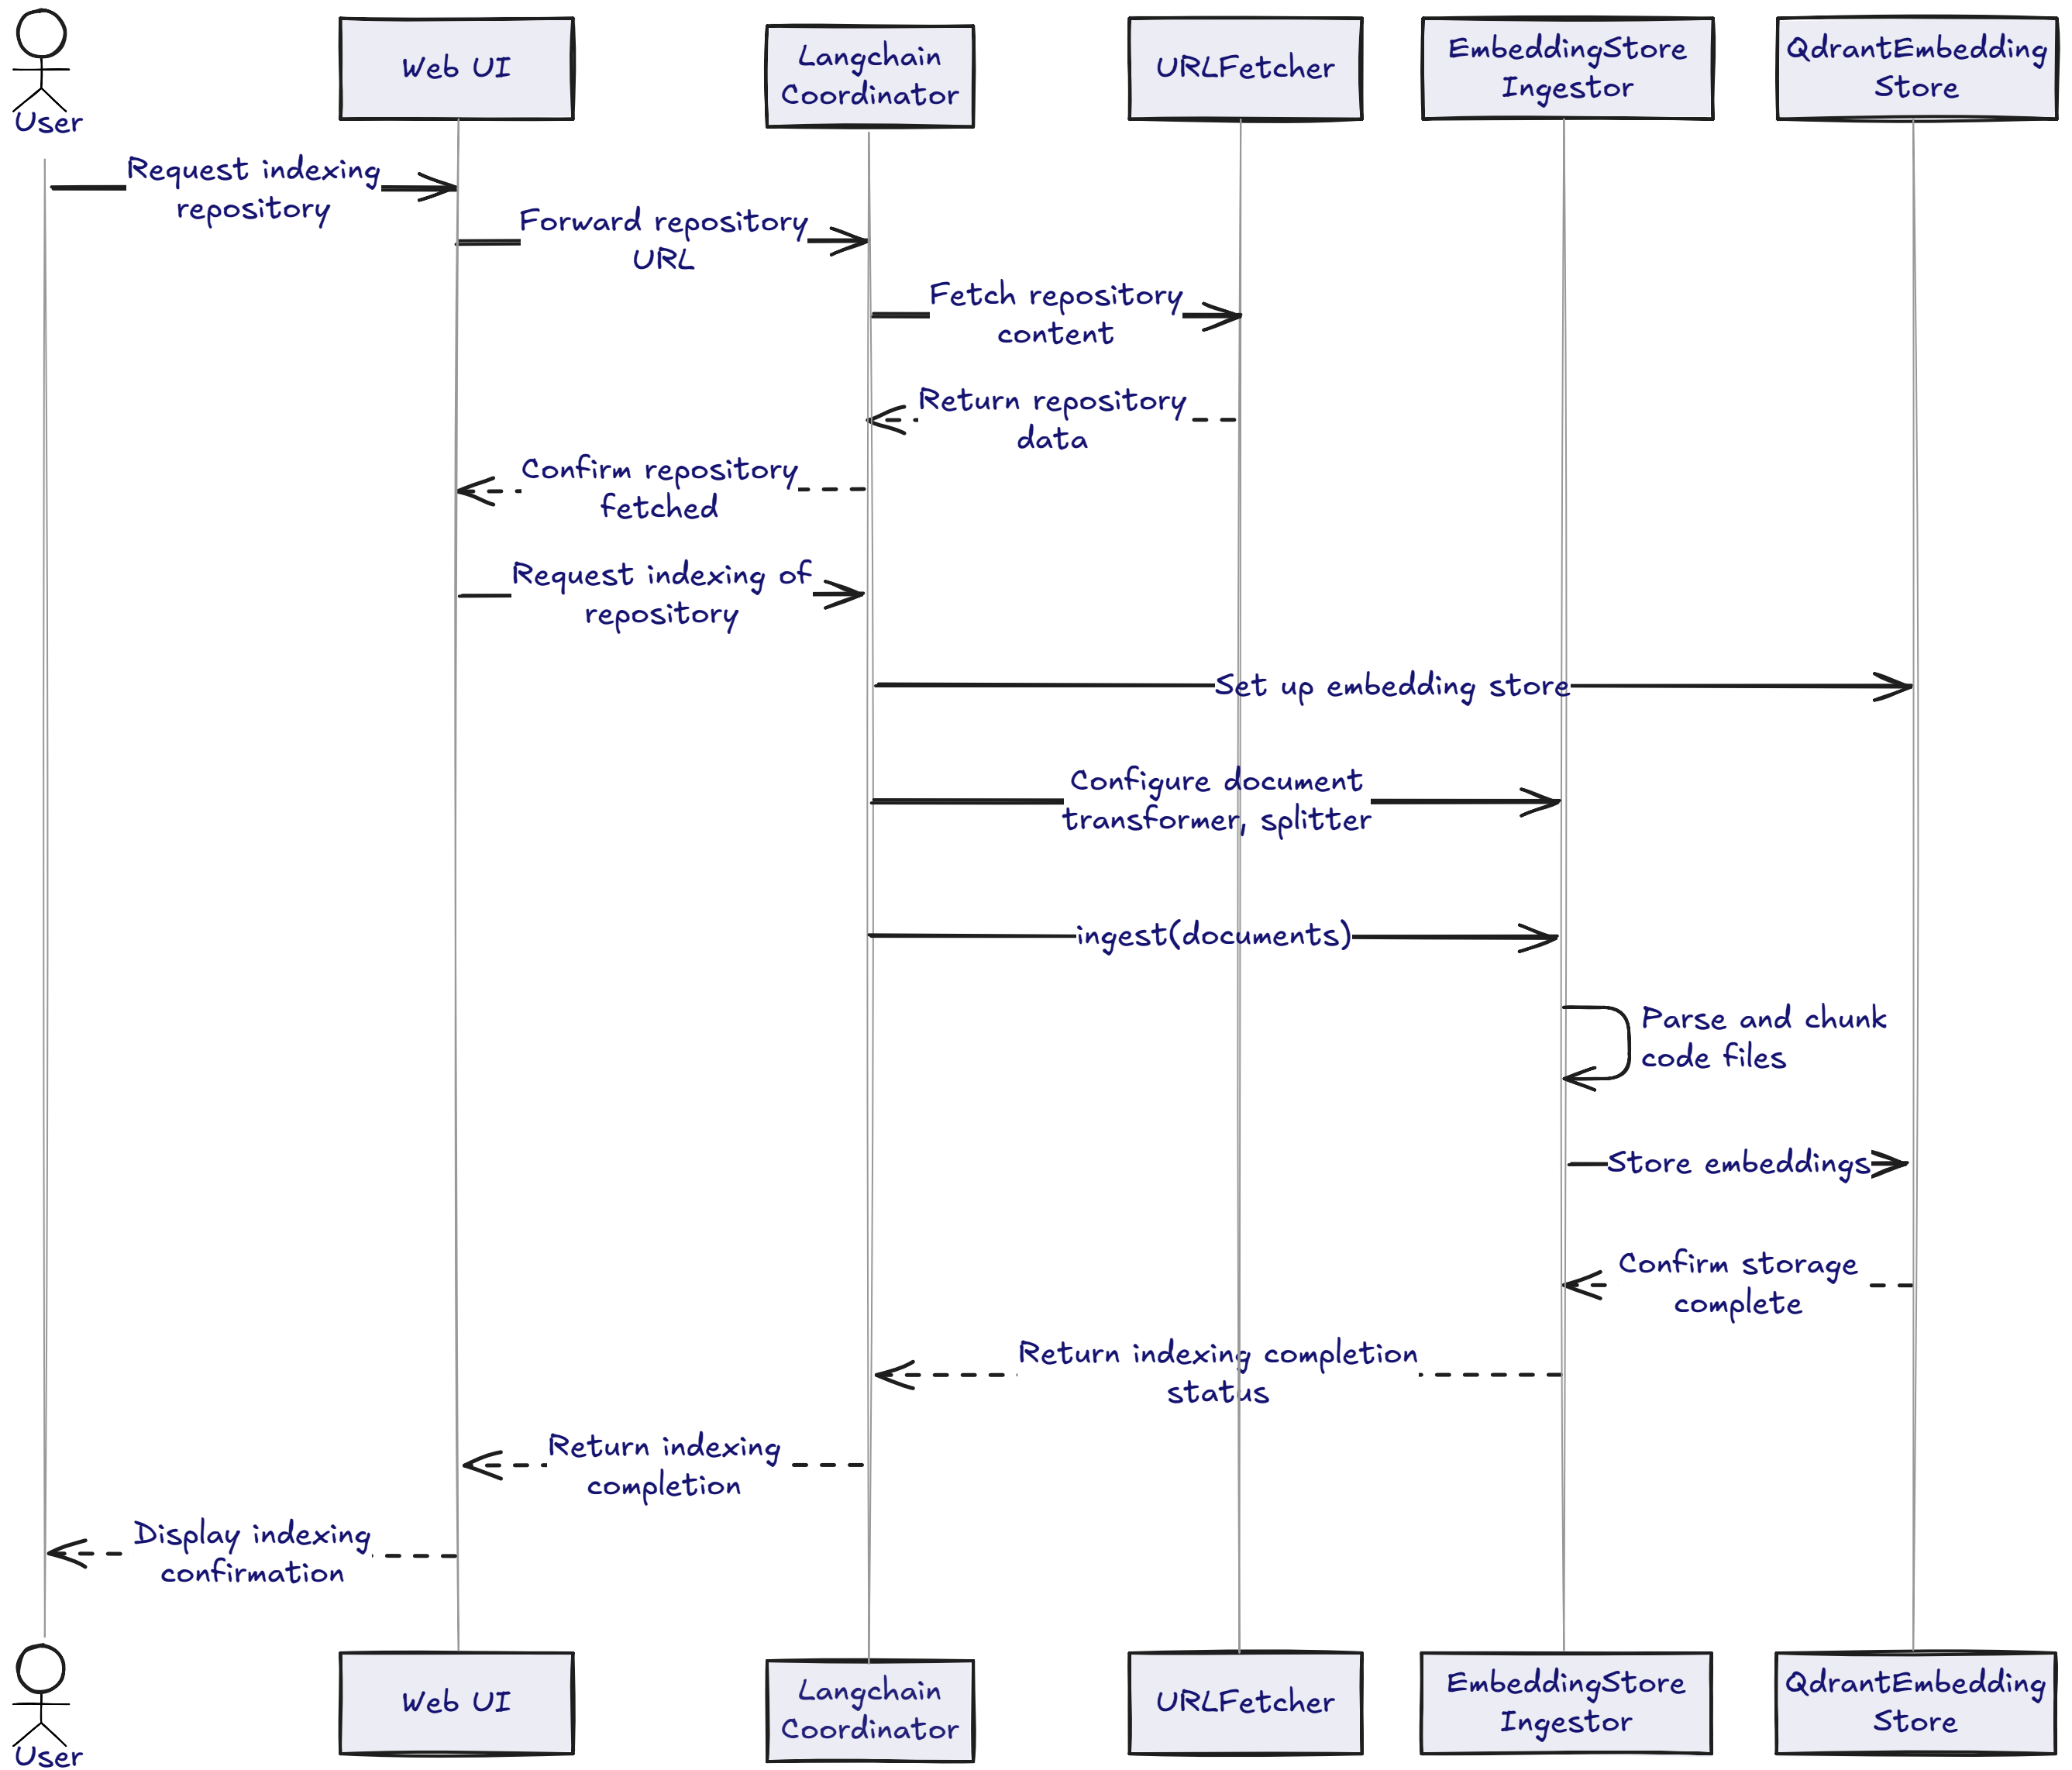 User
Web UI
Langchain
Coordinator
URLFetcher
EmbeddingStore
Ingestor
QdrantEmbedding
Store
Request indexing
repository
Forward repository
URL
Fetch repository
content
Return repository
data
Confirm repository
fetched
Request indexing of
repository
Set up embedding store
Configure document
transformer, splitter
ingest(documents)
Parse and chunk
code files
Store embeddings
Confirm storage
complete
Return indexing completion
status
Return indexing
completion
Display indexing
confirmation
User
Web UI
Langchain
Coordinator
URLFetcher
EmbeddingStore
Ingestor
QdrantEmbedding
Store